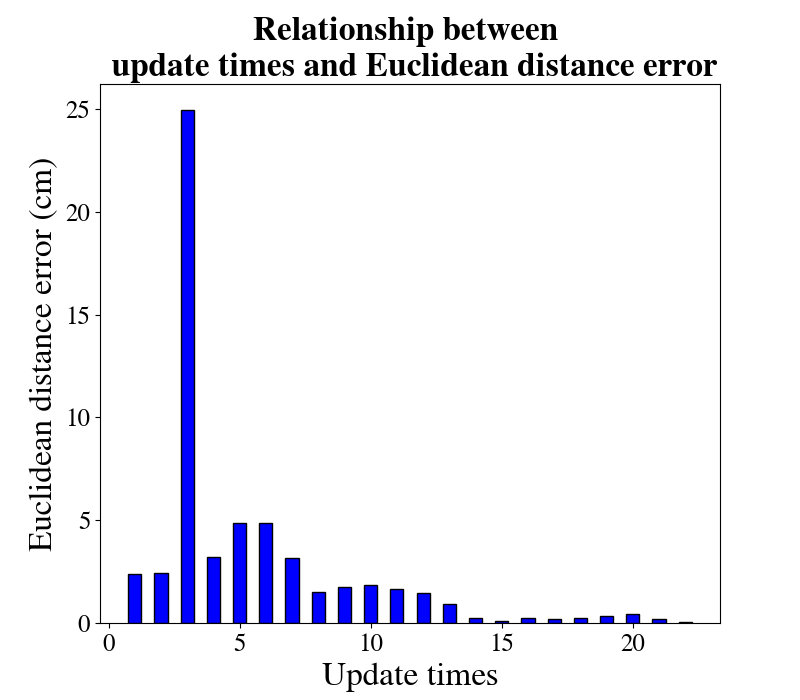 Relationship between
update times and Euclidean distance error
Euclidean distance error (cm)
25
20
15
10
5
0
0 5 10 15 20
Update times